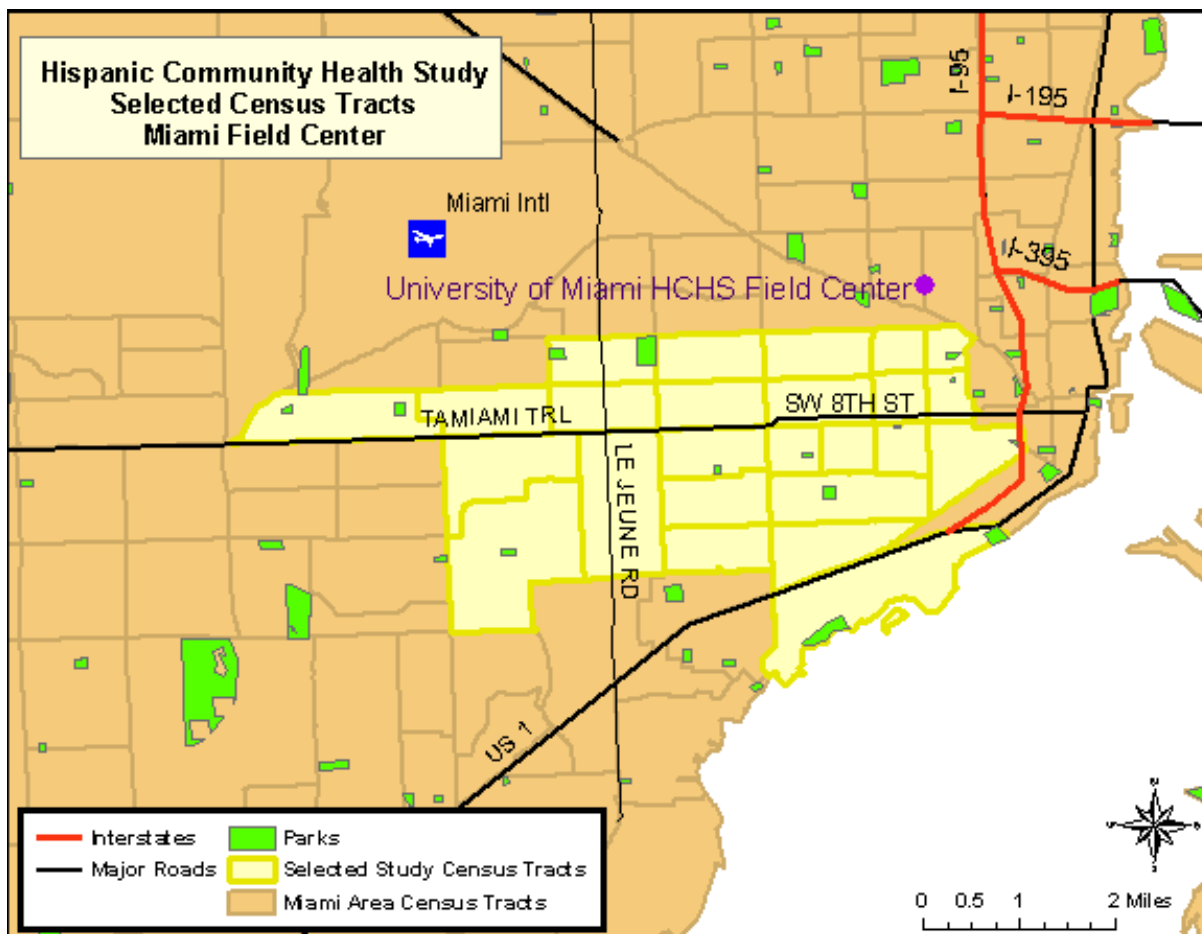 Hispanic Community Health Study
Selected Census Tracts
Miami Field Center
I-95
I-195
Miami Intl
I-395
University of Miami HCHS Field Center
TAMIAMI TRL
SW 8TH ST
LE JEUNE RD
US 1
Interstates
Parks
Major Roads
Selected Study Census Tracts
Miami Area Census Tracts
0 0.5 1 2 Miles